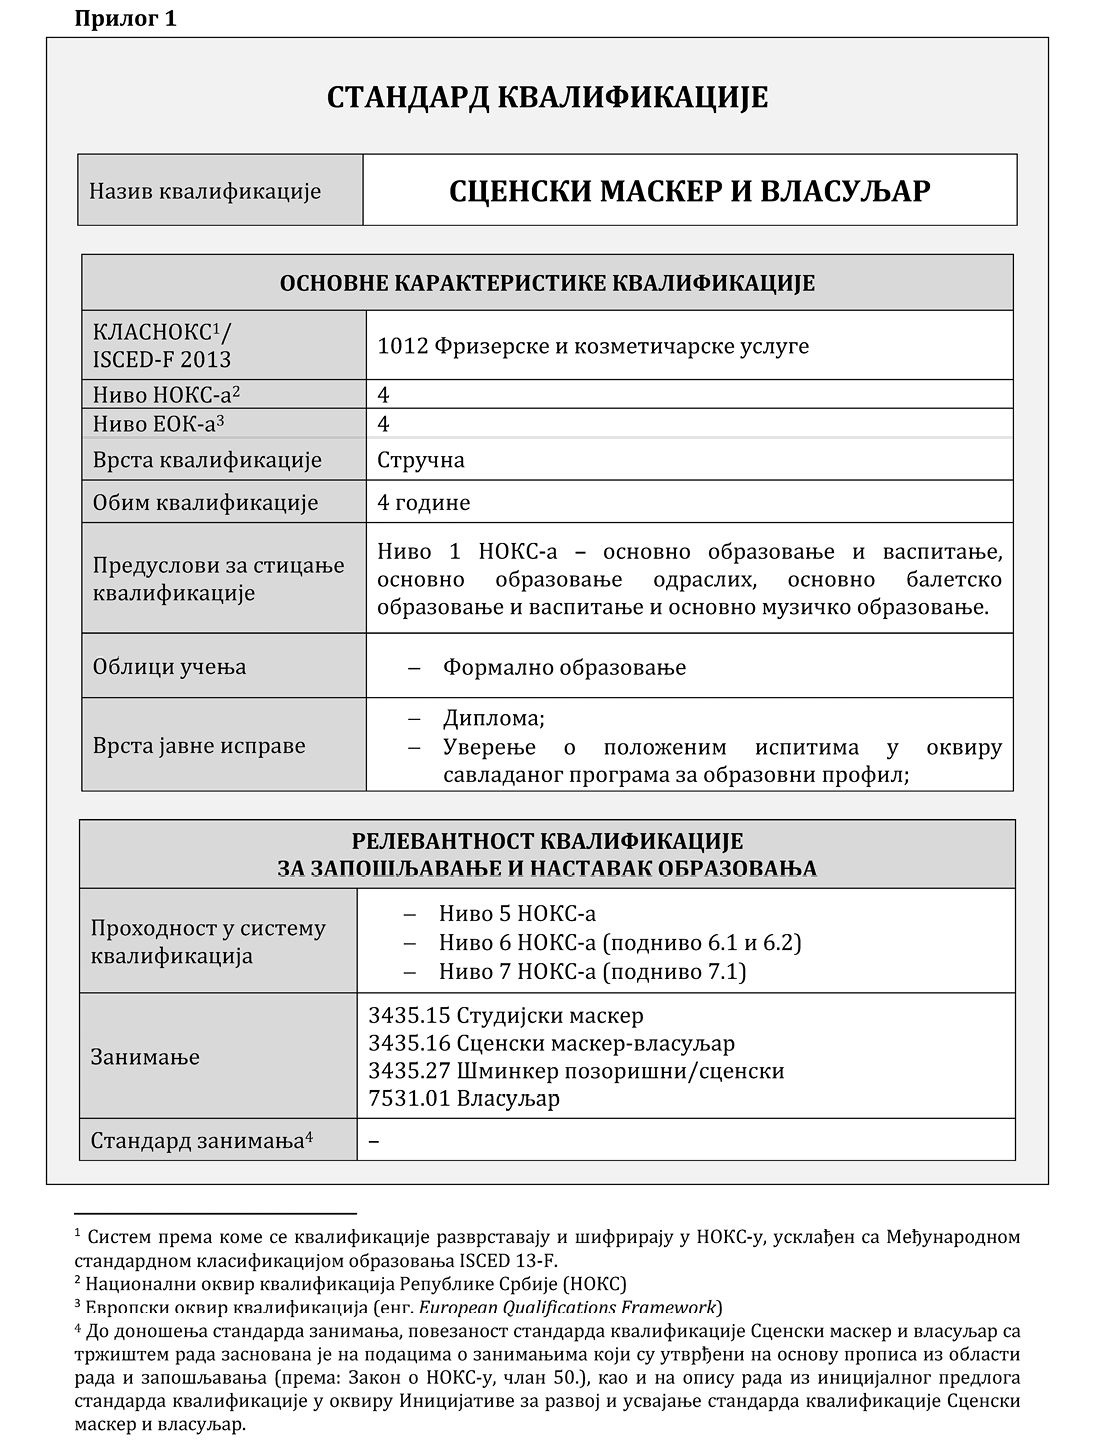 Прилог 1
СТАНДАРД КВАЛИФИКАЦИЈЕ
Назив квалификације
СЦЕНСКИ МАСКЕР И ВЛАСУЉАР
ОСНОВНЕ КАРАКТЕРИСТИКЕ КВАЛИФИКАЦИЈЕ
КЛАСНОКС¹/
ISCED-F 2013
1012 Фризерске и козметичарске услуге
Ниво НОКС-а²
4
Ниво ЕОК-а³
4
Врста квалификације
Стручна
Обим квалификације
4 године
Предуслови за стицање
квалификације
Ниво 1 НОКС-а – основно образовање и васпитање,
основно образовање одраслих, основно балетско
образовање и васпитање и основно музичко образовање.
Облици учења
– Формално образовање
Врста јавне исправе
– Диплома;
– Уверење о положеним испитима у оквиру
савладаног програма за образовни профил;
РЕЛЕВАНТНОСТ КВАЛИФИКАЦИЈЕ
ЗА ЗАПОШЉАВАЊЕ И НАСТАВАК ОБРАЗОВАЊА
Проходност у систему
квалификација
– Ниво 5 НОКС-а
– Ниво 6 НОКС-а (подниво 6.1 и 6.2)
– Ниво 7 НОКС-а (подниво 7.1)
Занимање
3435.15 Студијски маскер
3435.16 Сценски маскер-власуљар
3435.27 Шминкер позоришни/сценски
7531.01 Власуљар
Стандард занимања⁴
–
¹ Систем према коме се квалификације разврставају и шифрирају у НОКС-у, усклађен са Међународном
стандардном класификацијом образовања ISCED 13-F.
² Национални оквир квалификација Републике Србије (НОКС)
³ Европски оквир квалификација (енг. European Qualifications Framework)
⁴ До доношења стандарда занимања, повезаност стандарда квалификације Сценски маскер и власуљар са
тржиштем рада заснована је на подацима о занимањима који су утврђени на основу прописа из области
рада и запошљавања (према: Закон о НОКС-у, члан 50.), као и на опису рада из иницијалног предлога
стандарда квалификације у оквиру Иницијативе за развој и усвајање стандарда квалификације Сценски
маскер и власуљар.